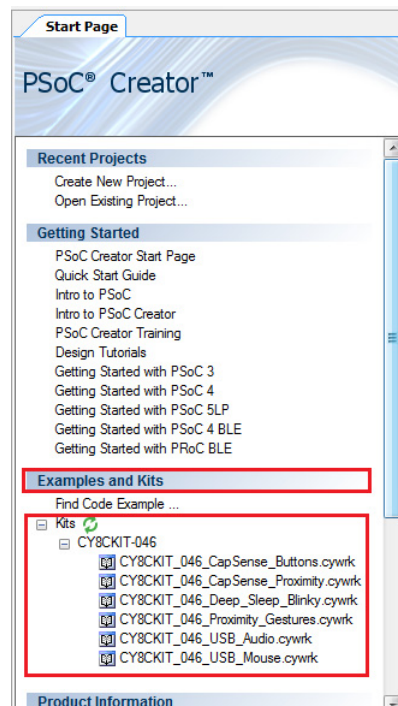 Start Page
PSoC® Creator™
Recent Projects
Create New Project...
Open Existing Project...
Getting Started
PSoC Creator Start Page
Quick Start Guide
Intro to PSoC
Intro to PSoC Creator
PSoC Creator Training
Design Tutorials
Getting Started with PSoC 3
Getting Started with PSoC 4
Getting Started with PSoC 5LP
Getting Started with PSoC 4 BLE
Getting Started with PRoC BLE
Examples and Kits
Find Code Example ...
Kits
CY8CKIT-046
CY8CKIT_046_CapSense_Buttons.cywrk
CY8CKIT_046_CapSense_Proximity.cywrk
CY8CKIT_046_Deep_Sleep_Blinky.cywrk
CY8CKIT_046_Proximity_Gestures.cywrk
CY8CKIT_046_USB_Audio.cywrk
CY8CKIT_046_USB_Mouse.cywrk
Product Information